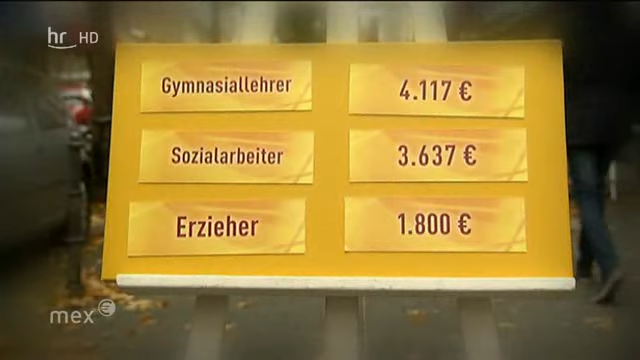 hr HD
Gymnasiallehrer 4.117 €
Sozialarbeiter 3.637 €
Erzieher 1.800 €
mex €